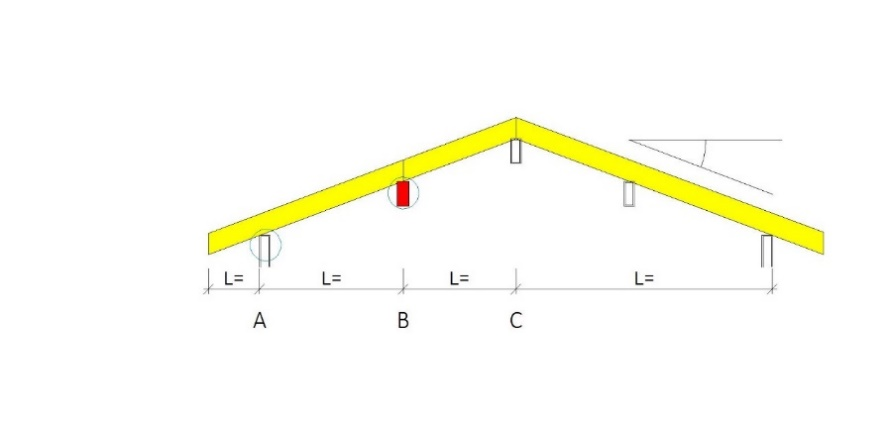 L= L= L= L=
A B C